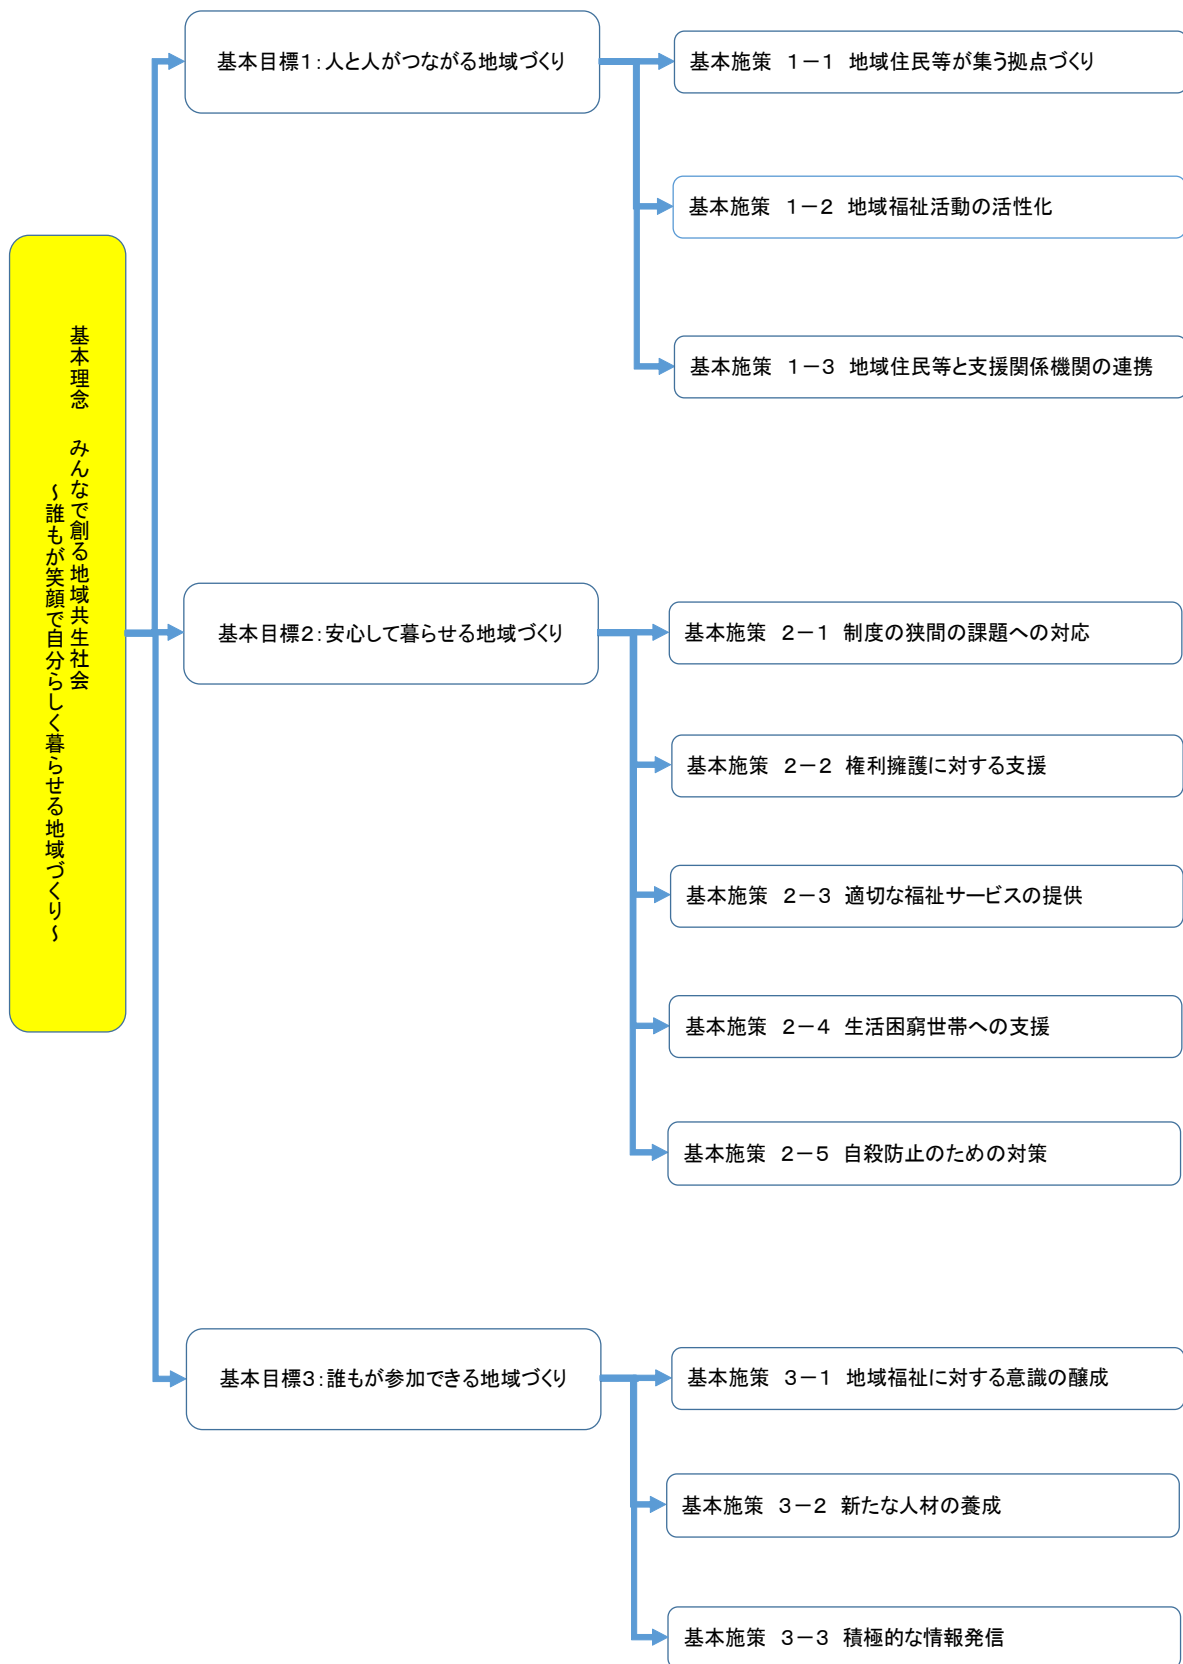 基本理念　みんなで創る地域共生社会
～誰もが笑顔で自分らしく暮らせる地域づくり～
基本目標１：人と人がつながる地域づくり
基本施策　１－１　地域住民等が集う拠点づくり
基本施策　１－２　地域福祉活動の活性化
基本施策　１－３　地域住民等と支援関係機関の連携
基本目標２：安心して暮らせる地域づくり
基本施策　２－１　制度の狭間の課題への対応
基本施策　２－２　権利擁護に対する支援
基本施策　２－３　適切な福祉サービスの提供
基本施策　２－４　生活困窮世帯への支援
基本施策　２－５　自殺防止のための対策
基本目標３：誰もが参加できる地域づくり
基本施策　３－１　地域福祉に対する意識の醸成
基本施策　３－２　新たな人材の養成
基本施策　３－３　積極的な情報発信